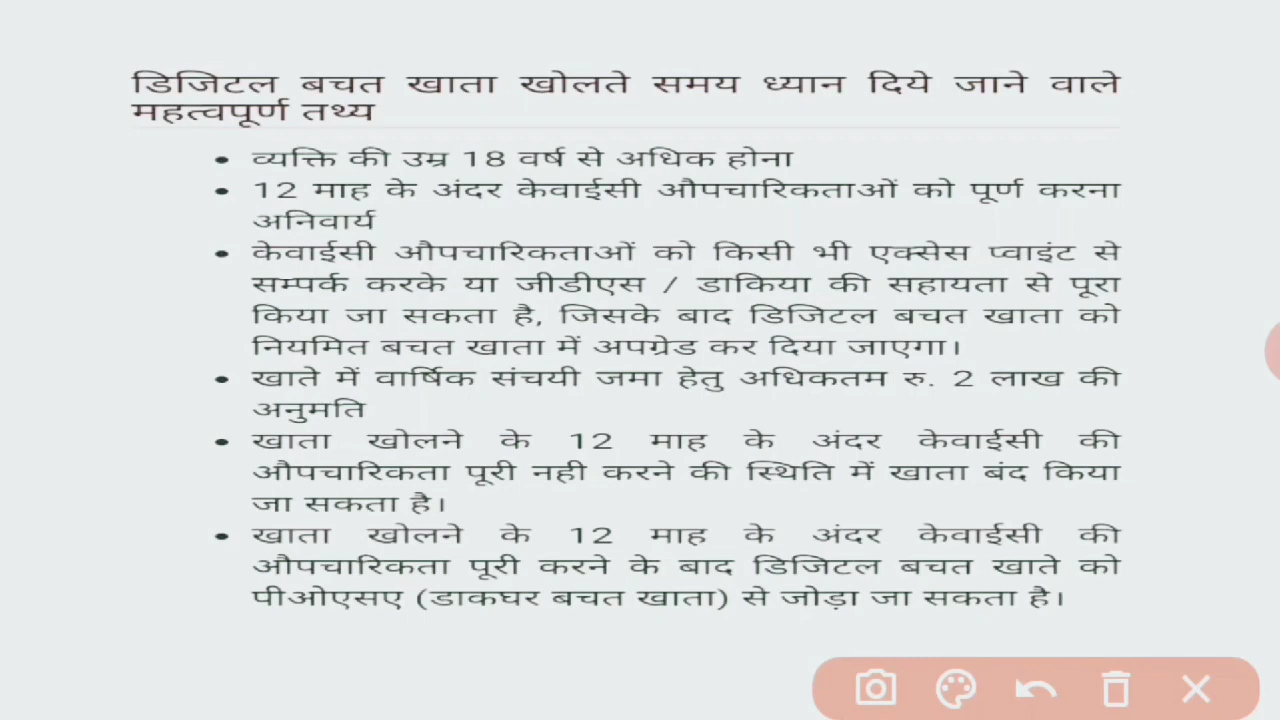 डिजिटल बचत खाता खोलते समय ध्यान दिये जाने वाले
महत्वपूर्ण तथ्य
• व्यक्ति की उम्र 18 वर्ष से अधिक होना
• 12 माह के अंदर केवाईसी औपचारिकताओं को पूर्ण करना
अनिवार्य
• केवाईसी औपचारिकताओं को किसी भी एक्सेस प्वाइंट से
सम्पर्क करके या जीडीएस / डाकिया की सहायता से पूरा
किया जा सकता है, जिसके बाद डिजिटल बचत खाता को
नियमित बचत खाता में अपग्रेड कर दिया जाएगा।
• खाते में वार्षिक संचयी जमा हेतु अधिकतम रु. 2 लाख की
अनुमति
• खाता खोलने के 12 माह के अंदर केवाईसी की
औपचारिकता पूरी नही करने की स्थिति में खाता बंद किया
जा सकता है।
• खाता खोलने के 12 माह के अंदर केवाईसी की
औपचारिकता पूरी करने के बाद डिजिटल बचत खाते को
पीओएसए (डाकघर बचत खाता) से जोड़ा जा सकता है।